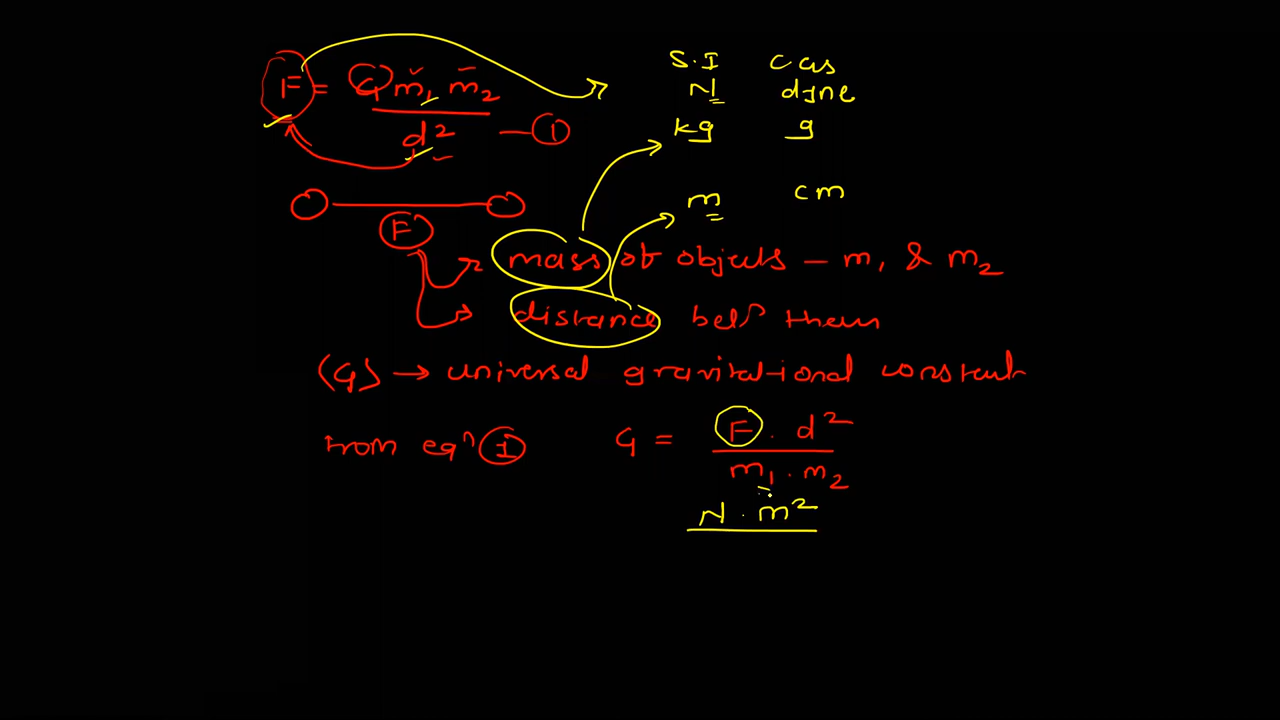 S.I CGS
F = G m₁ m₂
N dyne
d² — ①
kg g
m cm
F
mass of objects – m₁ & m₂
distance betⁿ them
(G) → universal gravitational constant
from eqⁿ ① G = F . d²
m₁ . m₂
N . m²